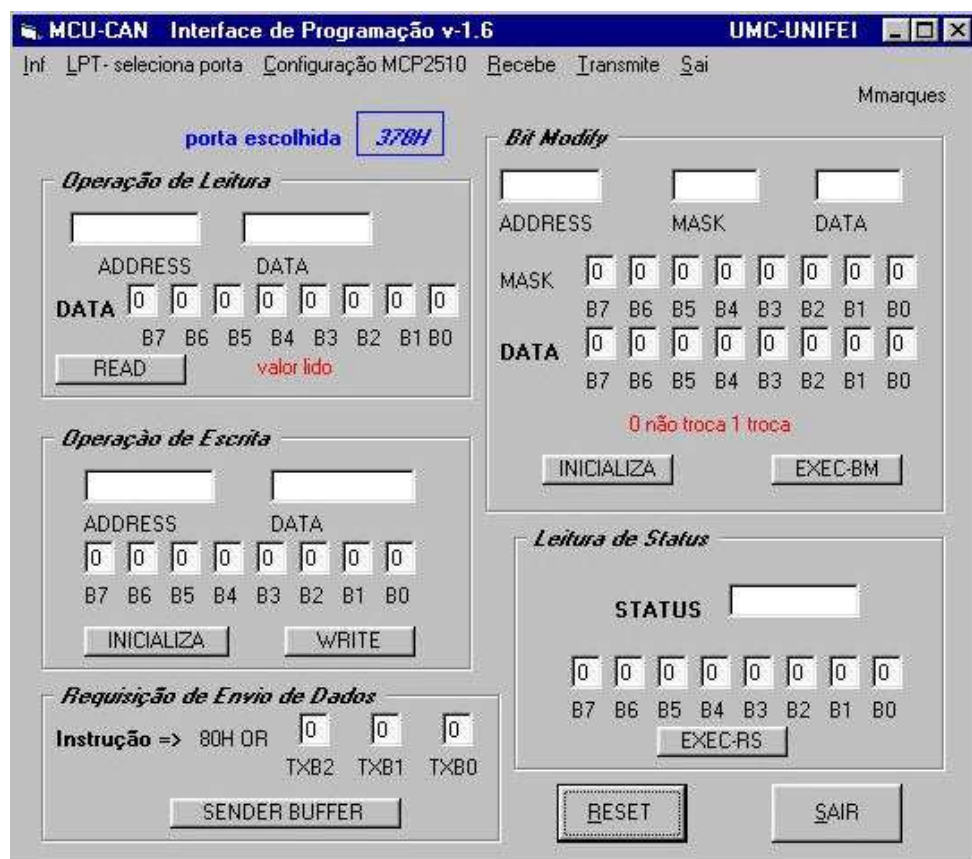 MCU-CAN Interface de Programação v-1.6 UMC-UNIFEI
Inf LPT- seleciona porta Configuração MCP2510 Recebe Transmite Sai
Mmarques
porta escolhida 378H
Operação de Leitura
ADDRESS DATA
DATA 0 0 0 0 0 0 0 0
B7 B6 B5 B4 B3 B2 B1 B0
READ valor lido
Operaçào de Escrita
ADDRESS DATA
0 0 0 0 0 0 0 0
B7 B6 B5 B4 B3 B2 B1 B0
INICIALIZA WRITE
Requisição de Envio de Dados
Instrução => 80H OR 0 0 0
TXB2 TXB1 TXB0
SENDER BUFFER
Bit Modify
ADDRESS MASK DATA
MASK 0 0 0 0 0 0 0 0
B7 B6 B5 B4 B3 B2 B1 B0
DATA 0 0 0 0 0 0 0 0
B7 B6 B5 B4 B3 B2 B1 B0
0 não troca 1 troca
INICIALIZA EXEC-BM
Leitura de Status
STATUS
0 0 0 0 0 0 0 0
B7 B6 B5 B4 B3 B2 B1 B0
EXEC-RS
RESET SAIR